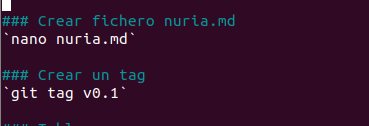 ### Crear fichero nuria.md
`nano nuria.md`
### Crear un tag
`git tag v0.1`